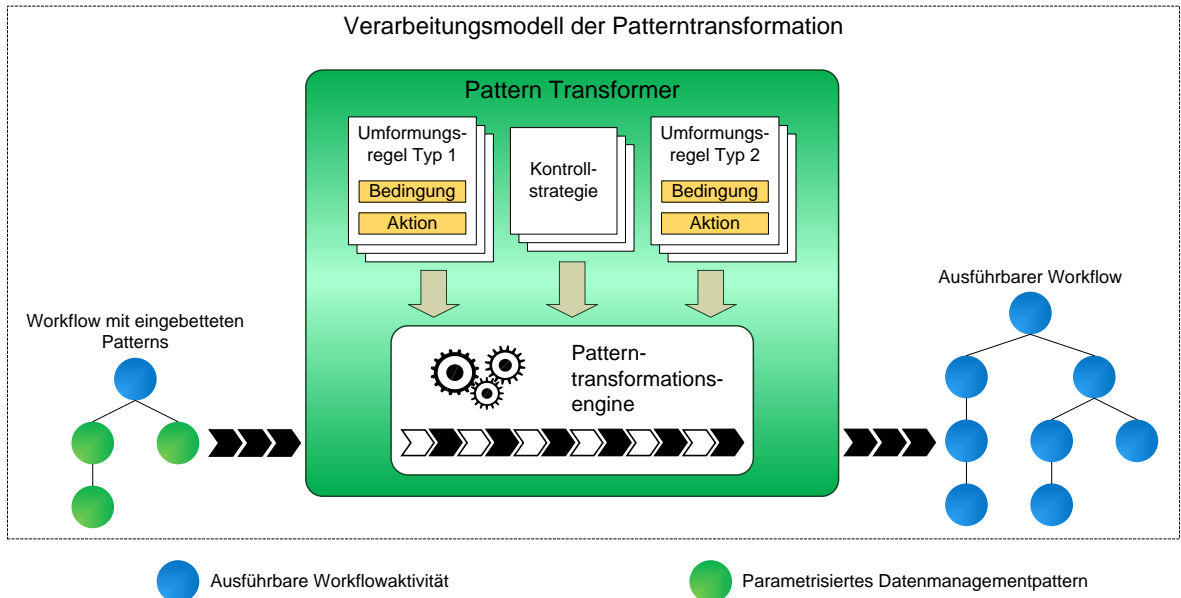 Verarbeitungsmodell der Patterntransformation
Pattern Transformer
Umformungs-
regel Typ 1
Bedingung
Aktion
Kontroll-
strategie
Umformungs-
regel Typ 2
Bedingung
Aktion
Workflow mit eingebetteten
Patterns
Pattern-
transformations-
engine
Ausführbarer Workflow
Ausführbare Workflowaktivität
Parametrisiertes Datenmanagementpattern